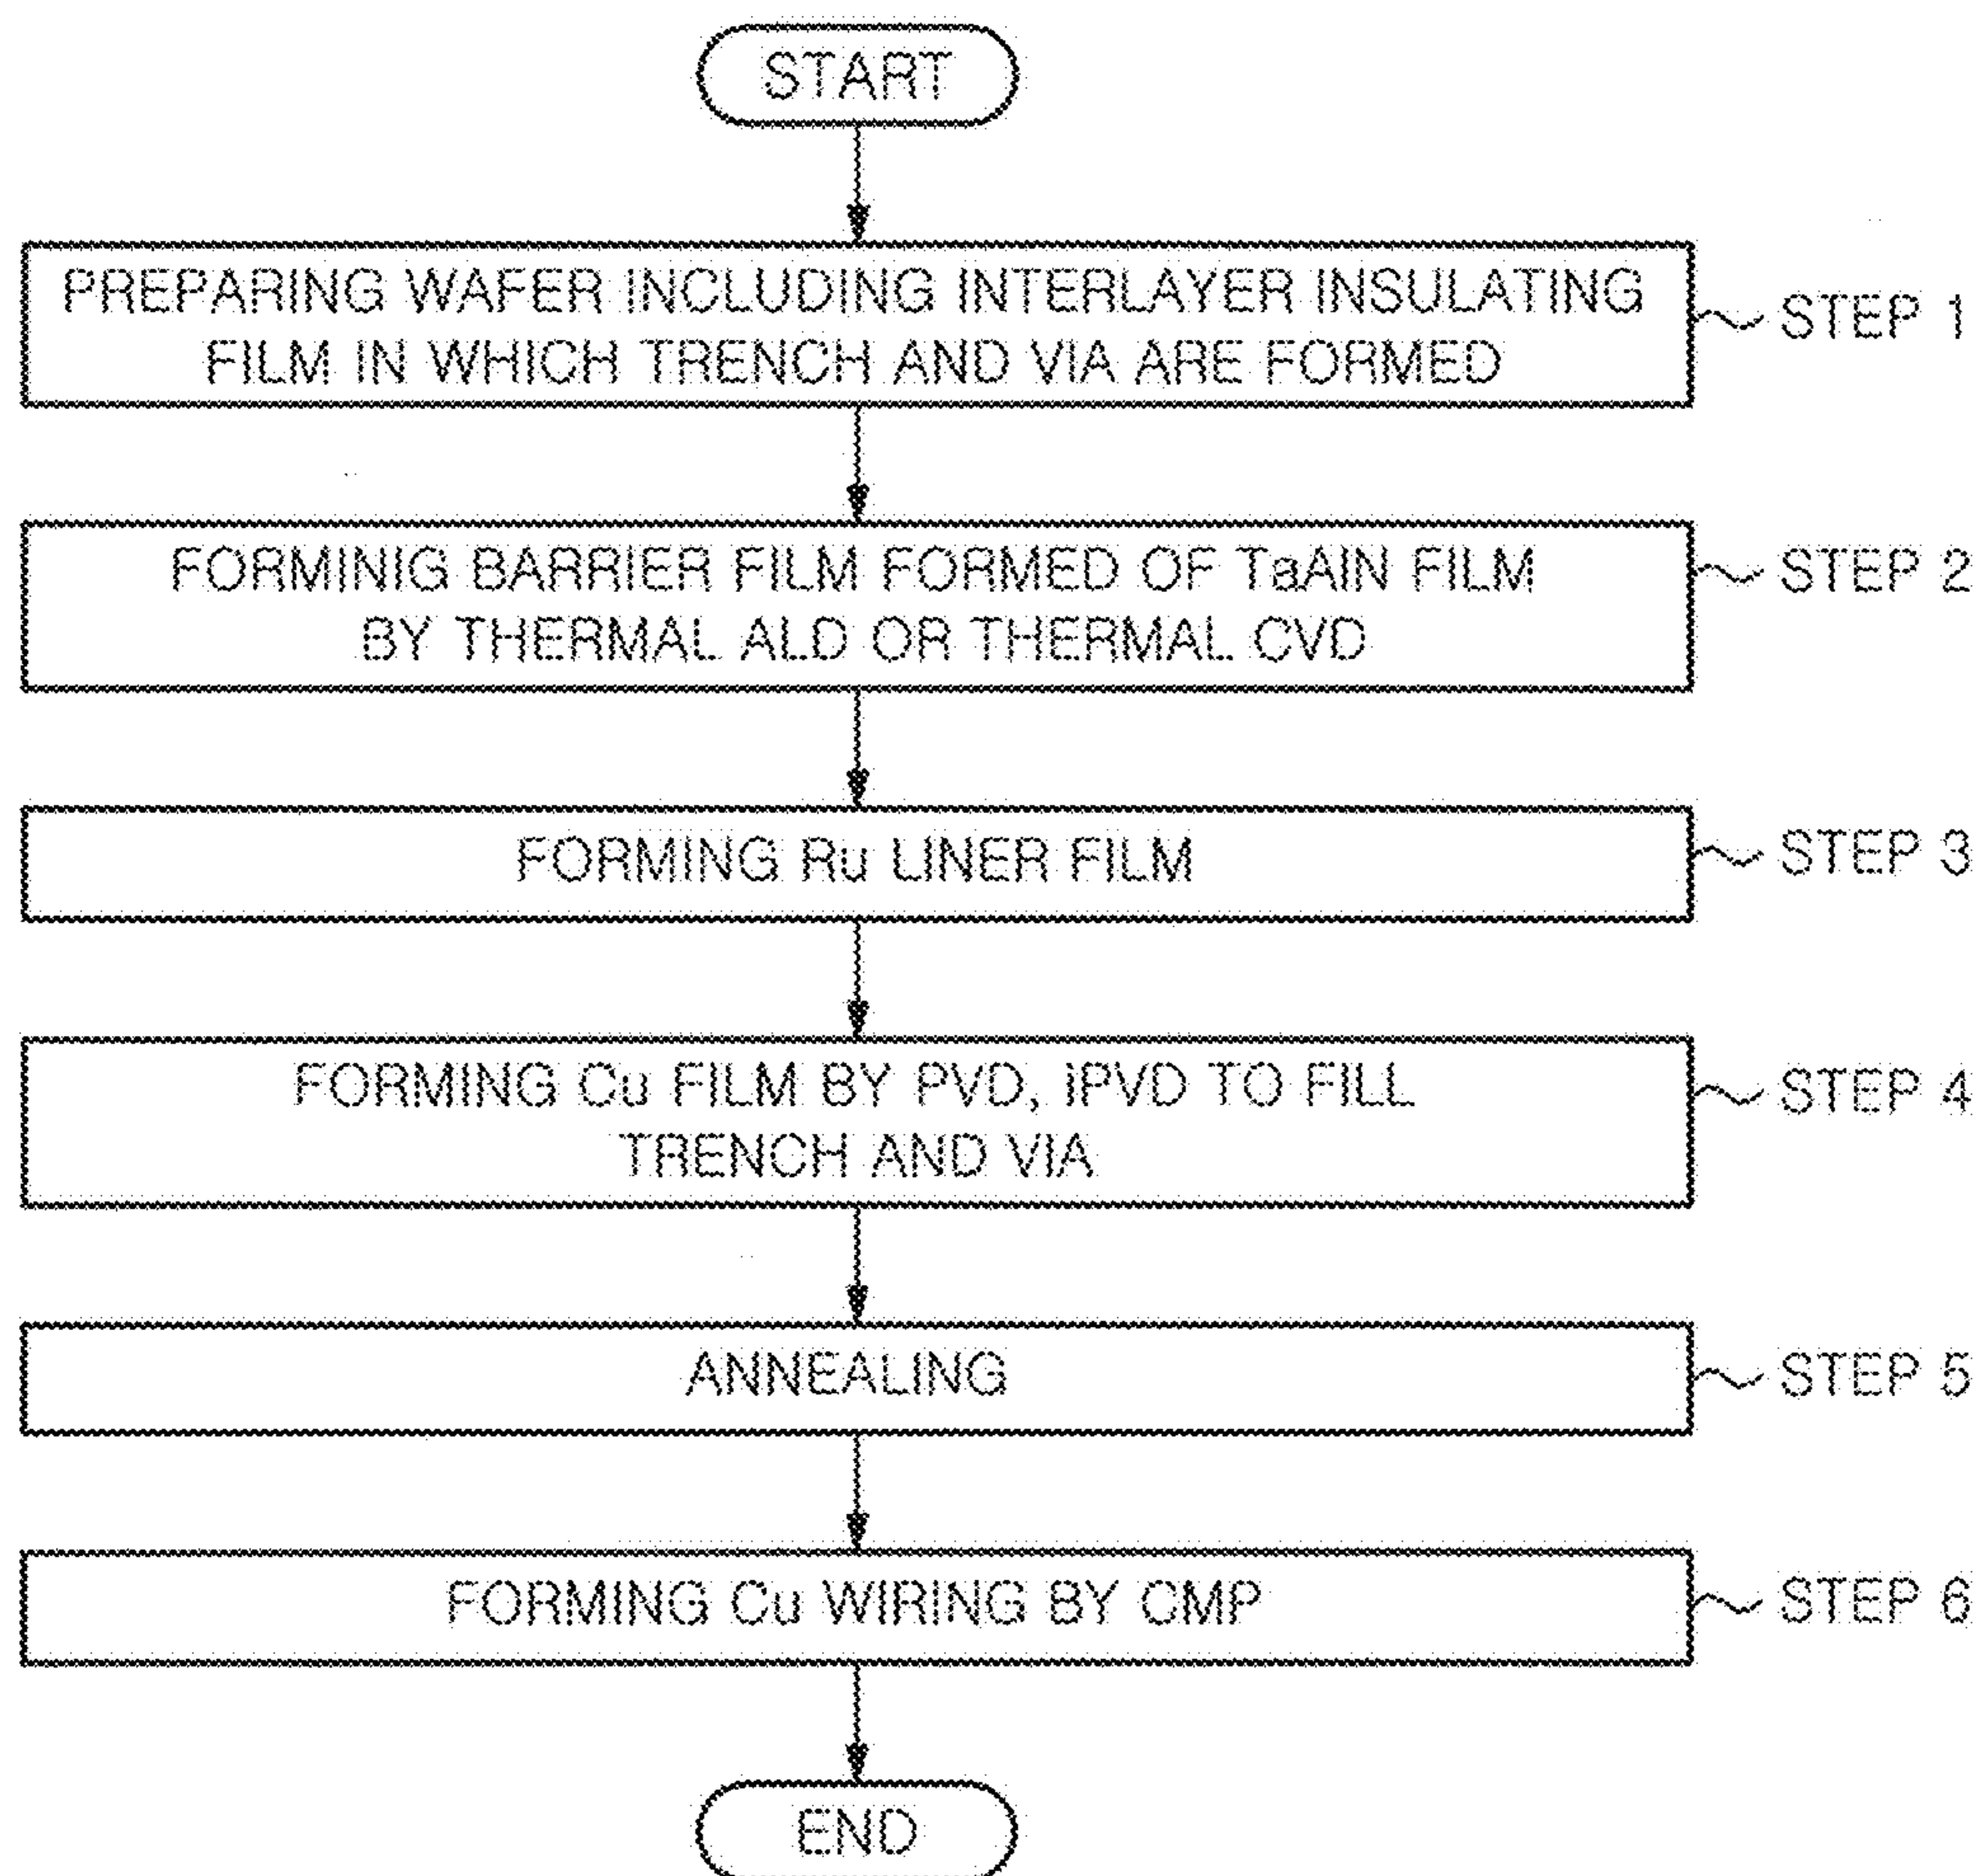 START
PREPARING WAFER INCLUDING INTERLAYER INSULATING
FILM IN WHICH TRENCH AND VIA ARE FORMED
STEP 1
FORMINIG BARRIER FILM FORMED OF TaAlN FILM
BY THERMAL ALD OR THERMAL CVD
STEP 2
FORMING Ru LINER FILM
STEP 3
FORMING Cu FILM BY PVD, iPVD TO FILL
TRENCH AND VIA
STEP 4
ANNEALING
STEP 5
FORMING Cu WIRING BY CMP
STEP 6
END